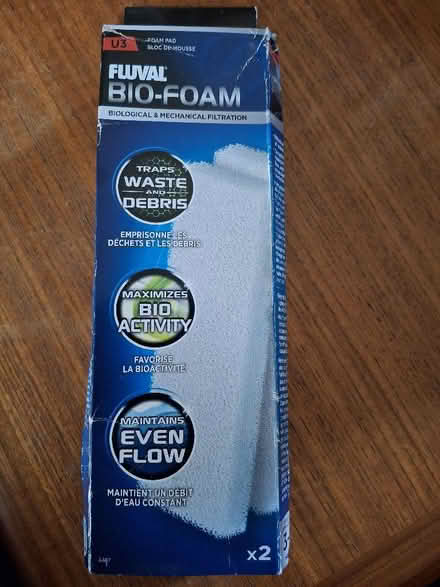 U3
FOAM PAD
BLOC DE MOUSSE
FLUVAL
BIO-FOAM
BIOLOGICAL & MECHANICAL FILTRATION
TRAPS
WASTE
AND
DEBRIS
EMPRISONNE LES
DÉCHETS ET LES DÉBRIS
MAXIMIZES
BIO
ACTIVITY
FAVORISE
LA BIOACTIVITÉ
MAINTAINS
EVEN
FLOW
MAINTIENT UN DÉBIT
D'EAU CONSTANT
x2